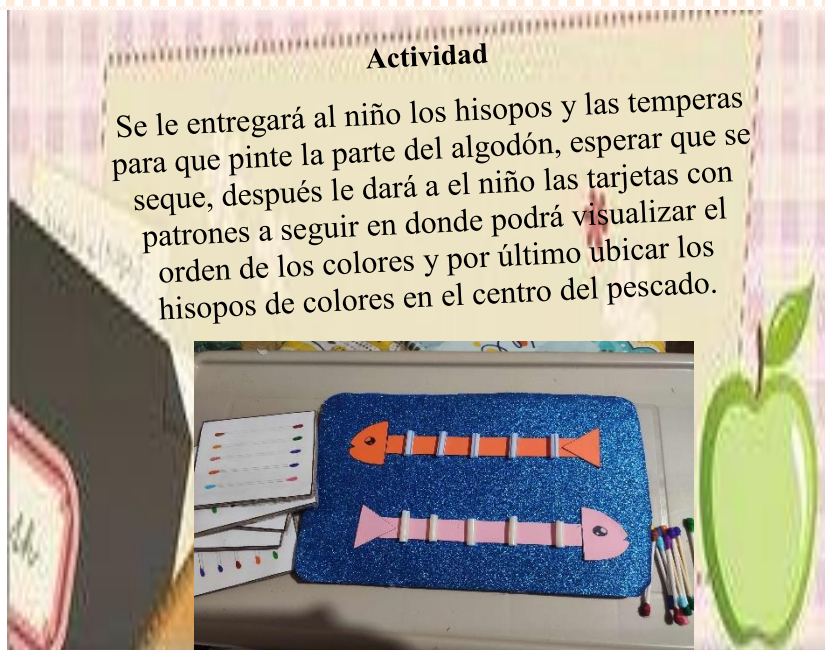 Actividad
Se le entregará al niño los hisopos y las temperas
para que pinte la parte del algodón, esperar que se
seque, después le dará a el niño las tarjetas con
patrones a seguir en donde podrá visualizar el
orden de los colores y por último ubicar los
hisopos de colores en el centro del pescado.